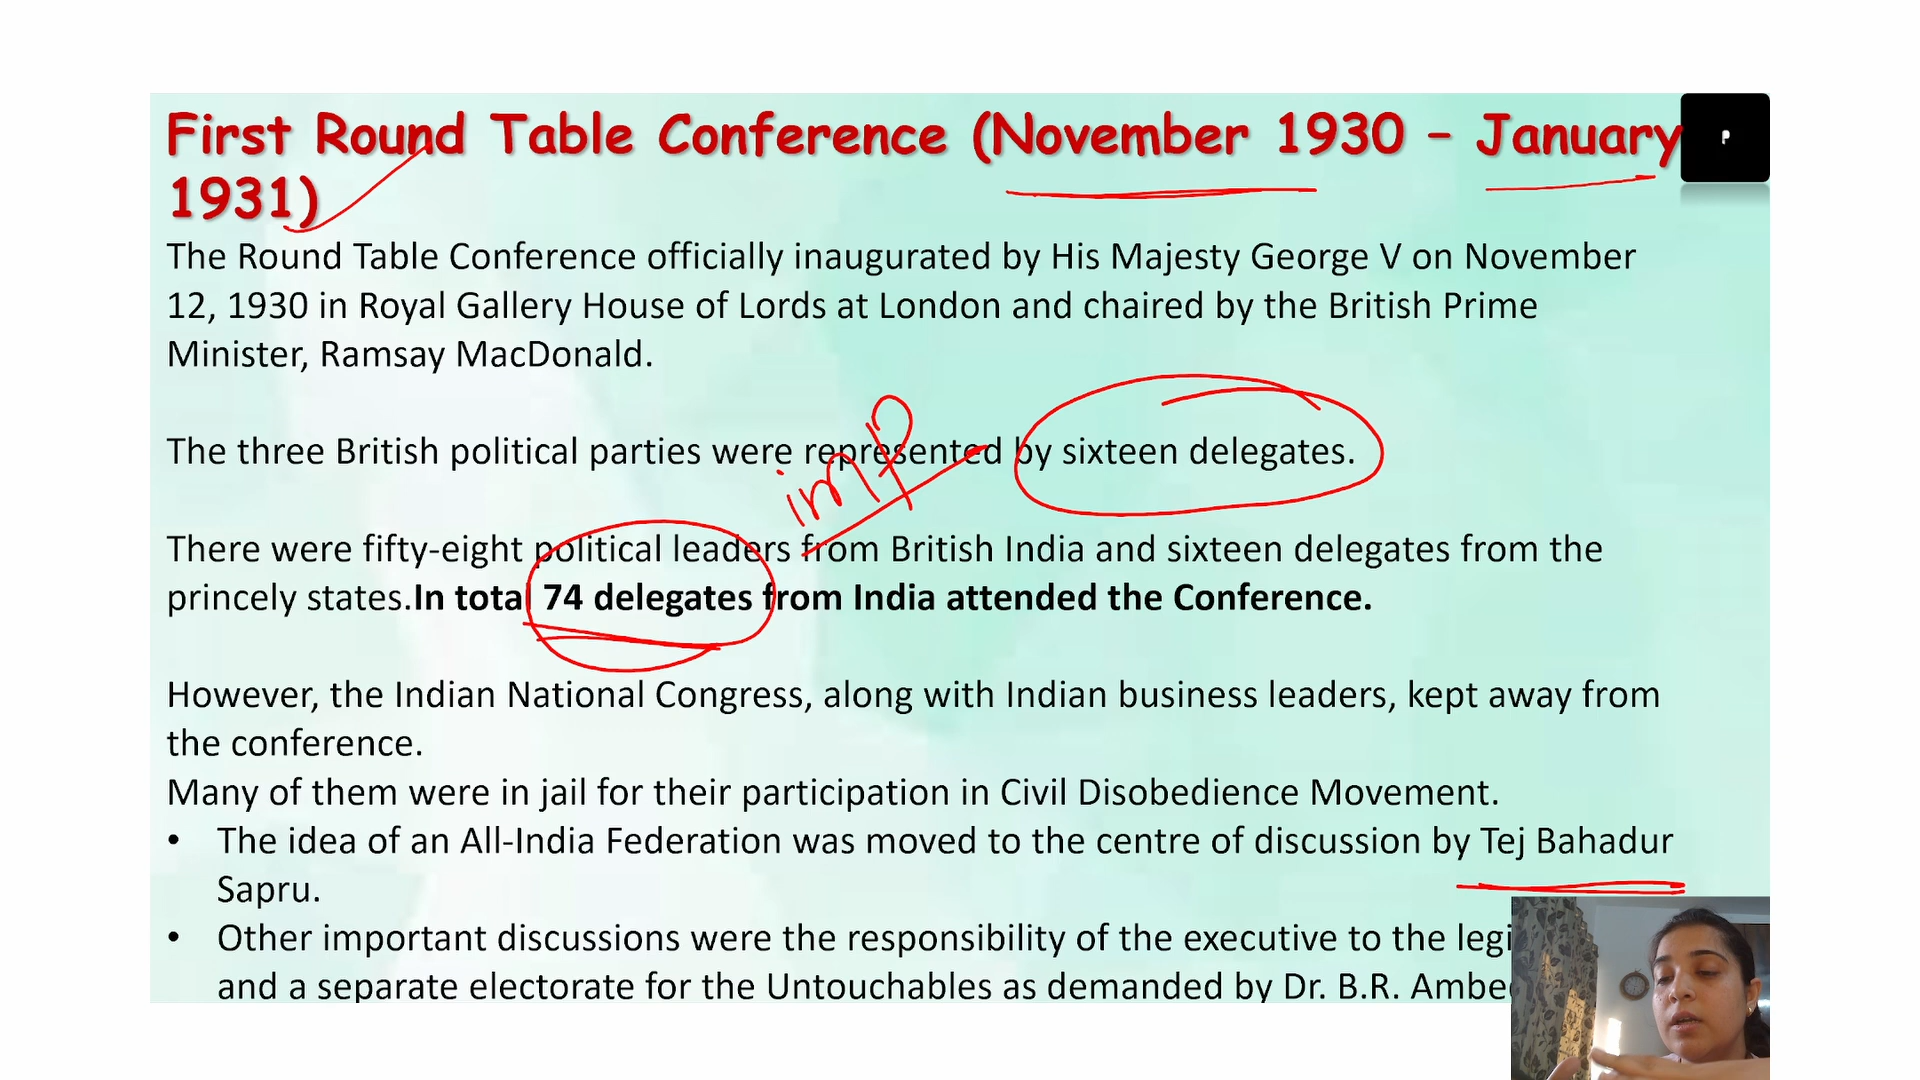 First Round Table Conference (November 1930 – January
1931)
P
The Round Table Conference officially inaugurated by His Majesty George V on November
12, 1930 in Royal Gallery House of Lords at London and chaired by the British Prime
Minister, Ramsay MacDonald.
imp
The three British political parties were represented by sixteen delegates.
There were fifty-eight political leaders from British India and sixteen delegates from the
princely states.In total 74 delegates from India attended the Conference.
However, the Indian National Congress, along with Indian business leaders, kept away from
the conference.
Many of them were in jail for their participation in Civil Disobedience Movement.
• The idea of an All-India Federation was moved to the centre of discussion by Tej Bahadur
Sapru.
• Other important discussions were the responsibility of the executive to the legi
and a separate electorate for the Untouchables as demanded by Dr. B.R. Ambe